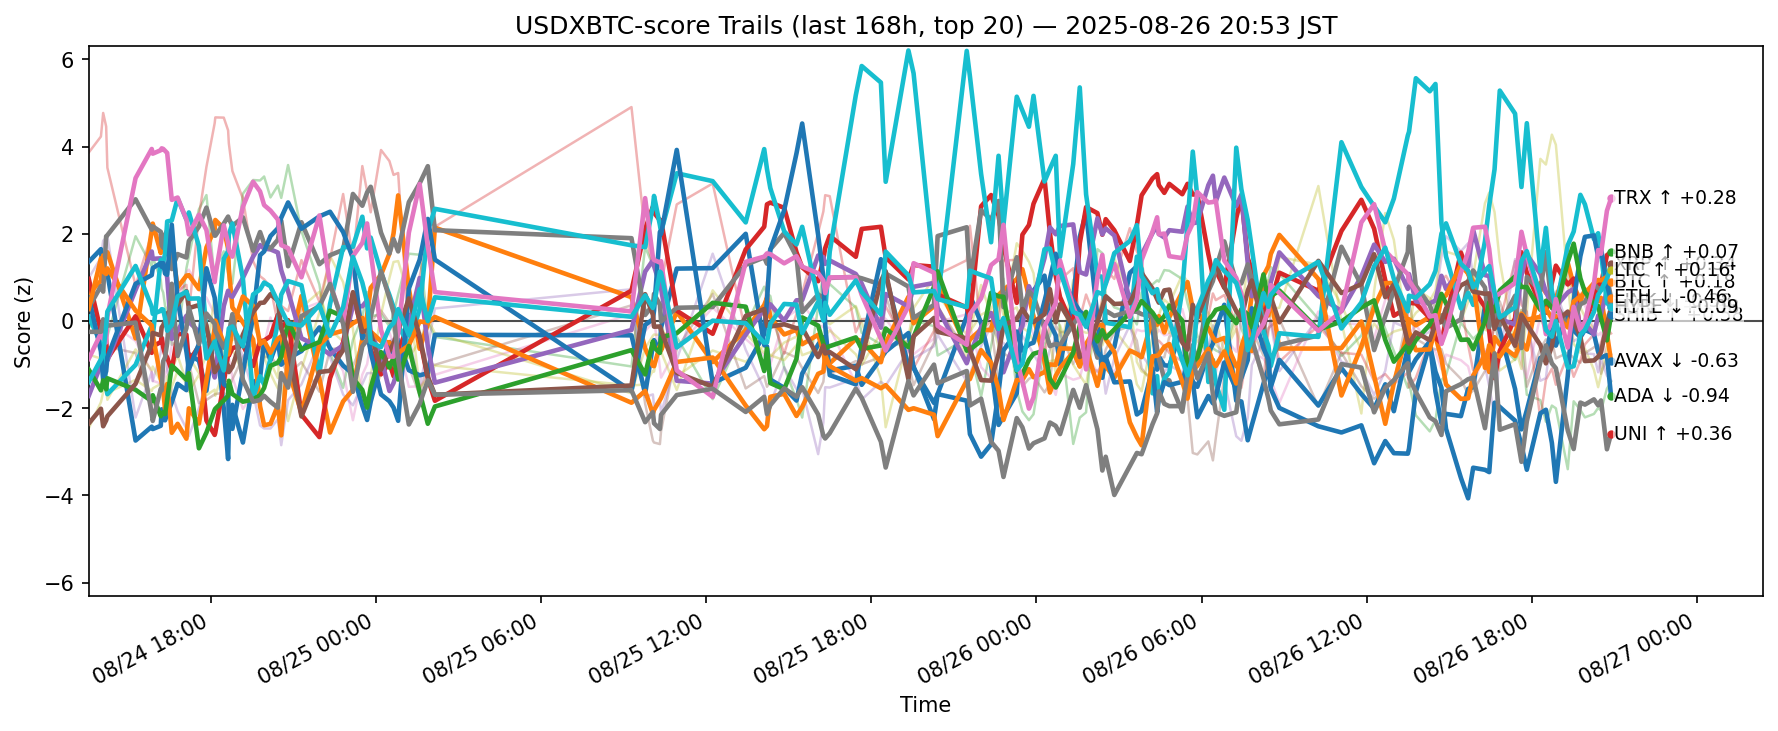 USDXBTC-score Trails (last 168h, top 20) — 2025-08-26 20:53 JST
Score (z)
6
4
2
0
−2
−4
−6
TRX ↑ +0.28
BNB ↑ +0.07
LTC ↑ +0.16
BTC ↑ +0.18
ETH ↓ -0.46
HYPE ↓ -0.09
AVAX ↓ -0.63
ADA ↓ -0.94
UNI ↑ +0.36
08/24 18:00
08/25 00:00
08/25 06:00
08/25 12:00
08/25 18:00
08/26 00:00
08/26 06:00
08/26 12:00
08/26 18:00
08/27 00:00
Time